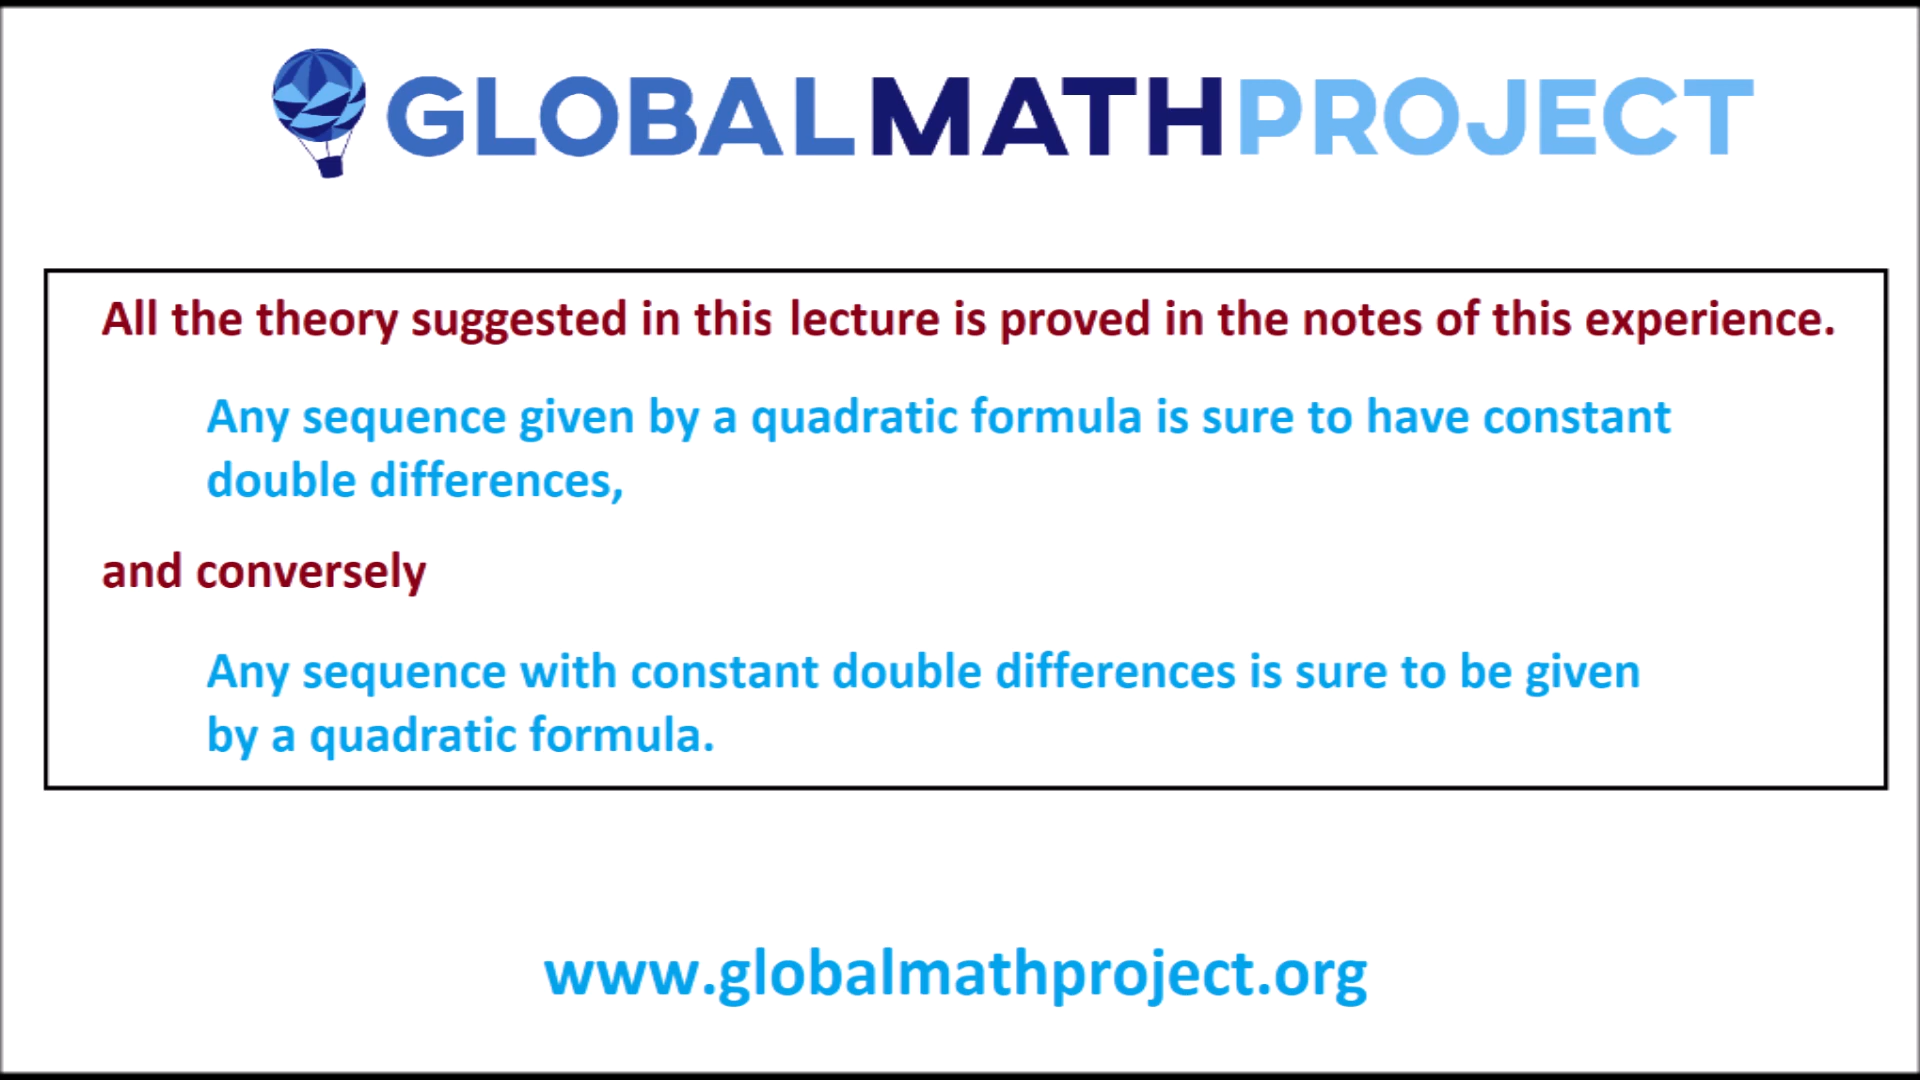 GLOBALMATHPROJECT
All the theory suggested in this lecture is proved in the notes of this experience.
Any sequence given by a quadratic formula is sure to have constant
double differences,
and conversely
Any sequence with constant double differences is sure to be given
by a quadratic formula.
www.globalmathproject.org